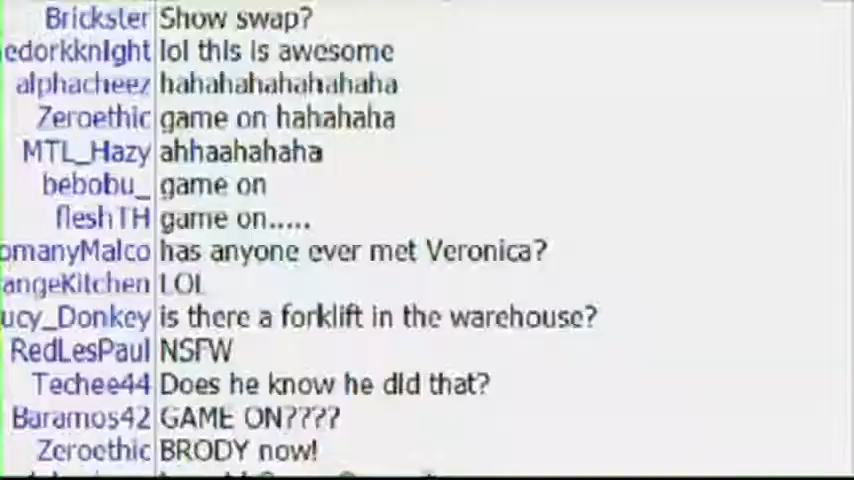 Brickster Show swap?
edorkknight lol this is awesome
alphacheez hahahahahahahaha
Zeroethic game on hahahaha
MTL_Hazy ahhaahahaha
bebobu_ game on
fleshTH game on.....
omanyMalco has anyone ever met Veronica?
angeKitchen LOL
ucy_Donkey is there a forklift in the warehouse?
RedLesPaul NSFW
Techee44 Does he know he did that?
Baramos42 GAME ON????
Zeroethic BRODY now!